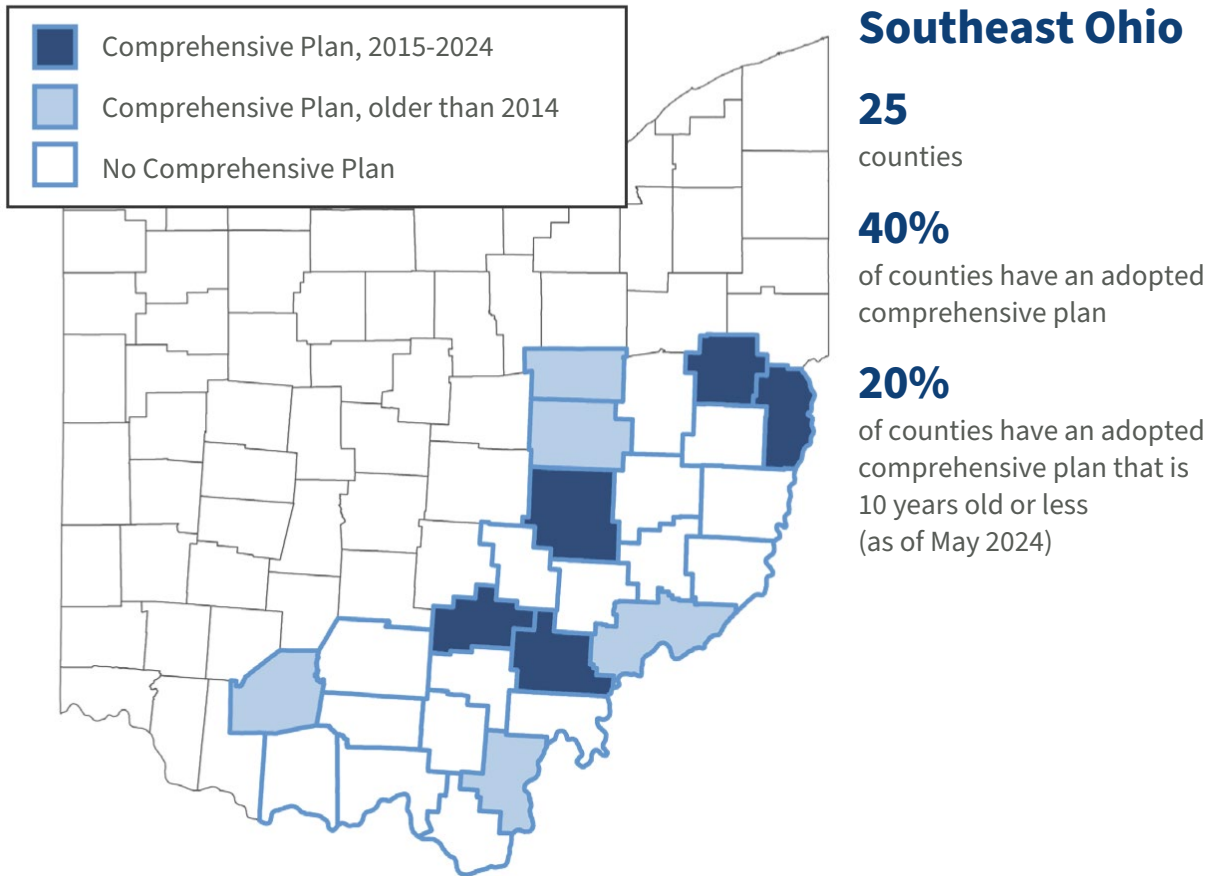 Comprehensive Plan, 2015-2024
Comprehensive Plan, older than 2014
No Comprehensive Plan
Southeast Ohio
25
counties
40%
of counties have an adopted
comprehensive plan
20%
of counties have an adopted
comprehensive plan that is
10 years old or less
(as of May 2024)